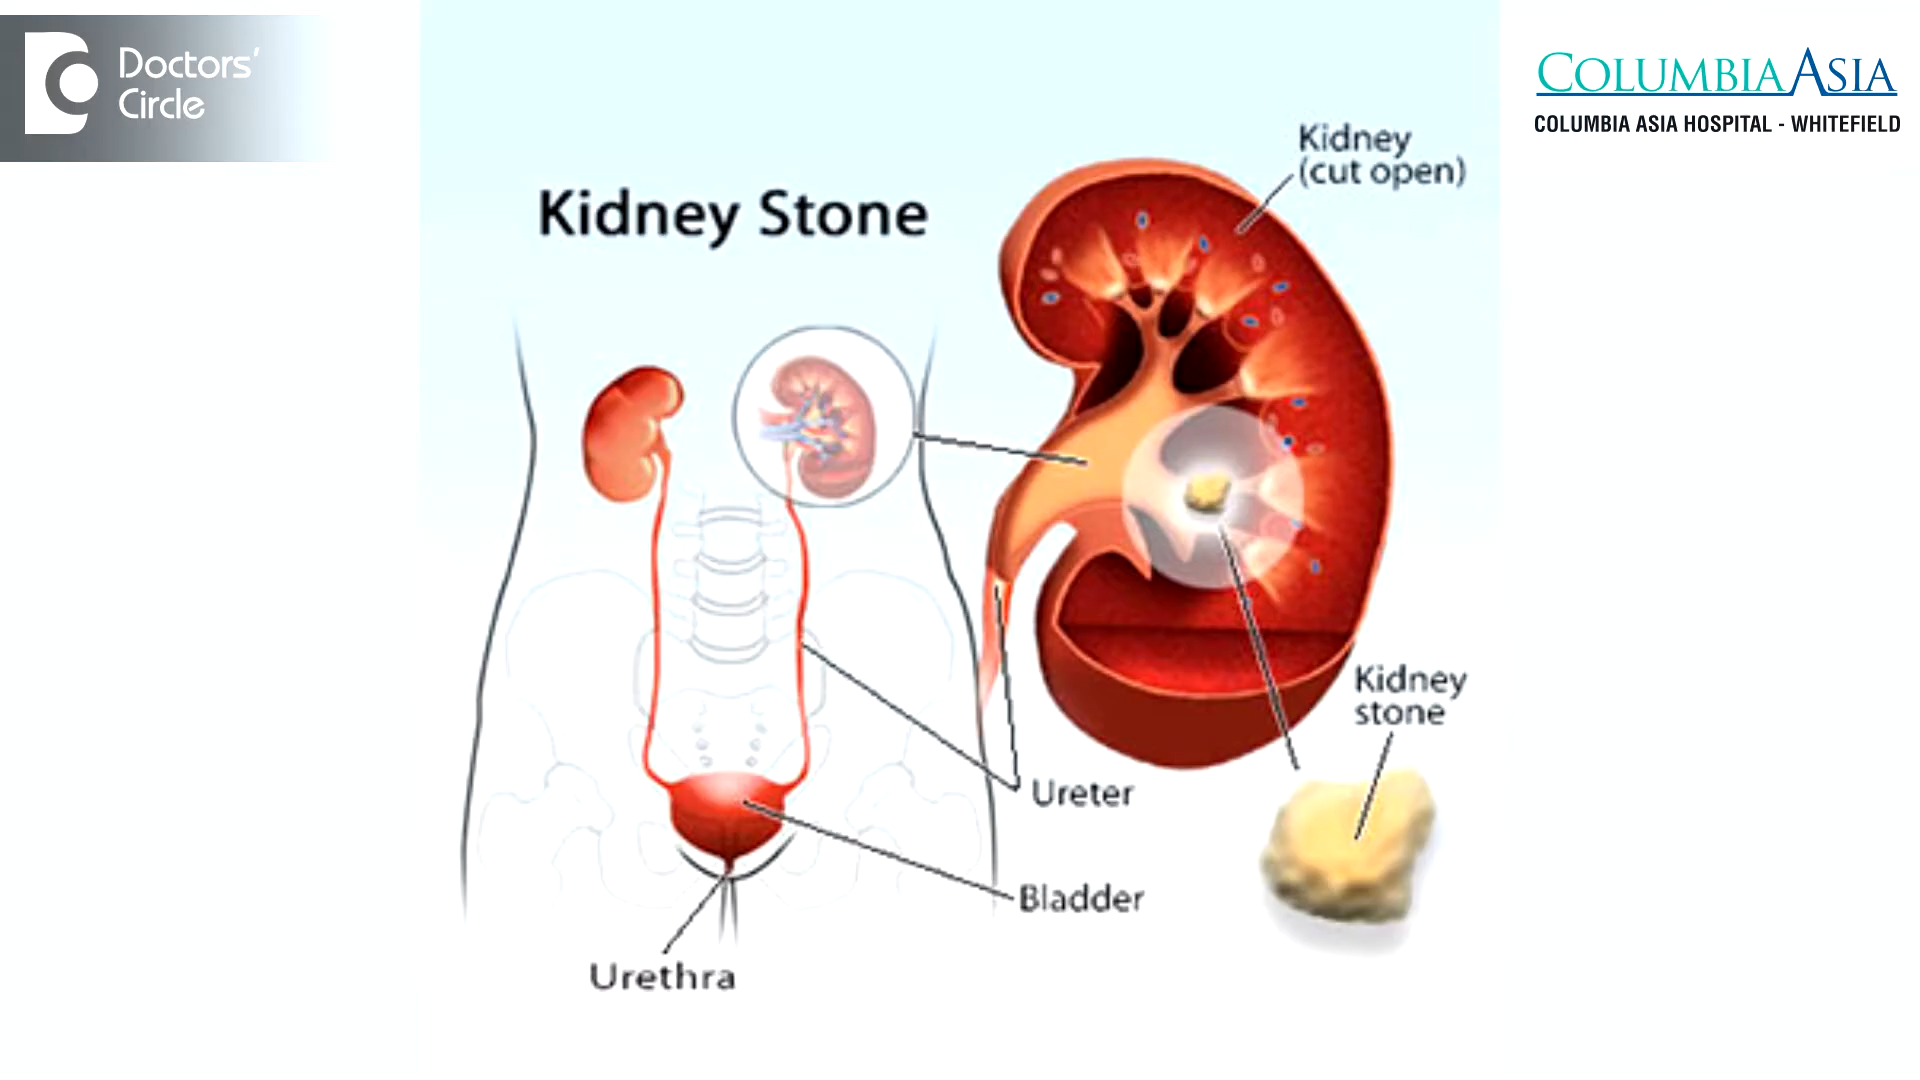 Doctors'
Circle
COLUMBIA ASIA
COLUMBIA ASIA HOSPITAL - WHITEFIELD
Kidney
(cut open)
Kidney Stone
Kidney
stone
Ureter
Bladder
Urethra